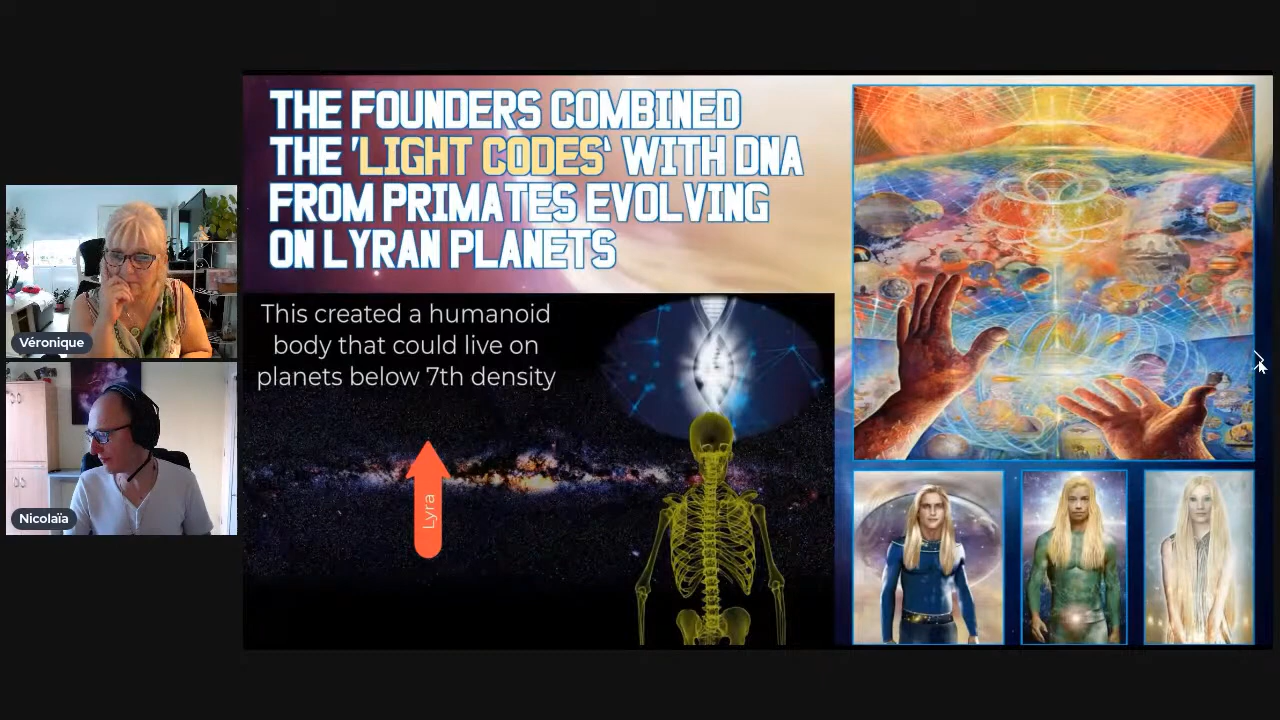 THE FOUNDERS COMBINED
THE 'LIGHT CODES' WITH DNA
FROM PRIMATES EVOLVING
ON LYRAN PLANETS
This created a humanoid
body that could live on
planets below 7th density
Lyra
Véronique
Nicolaïa